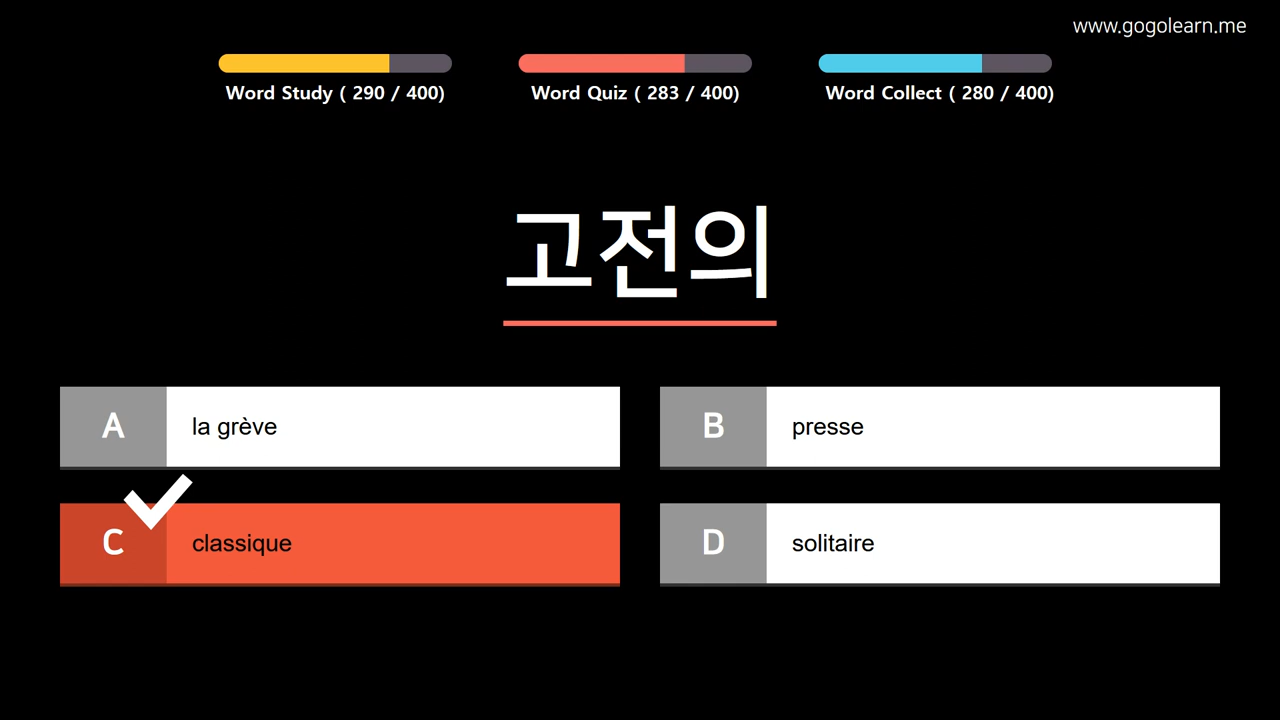 www.gogolearn.me
Word Study ( 290 / 400)
Word Quiz ( 283 / 400)
Word Collect ( 280 / 400)
고전의
A la grève
B presse
C classique
D solitaire